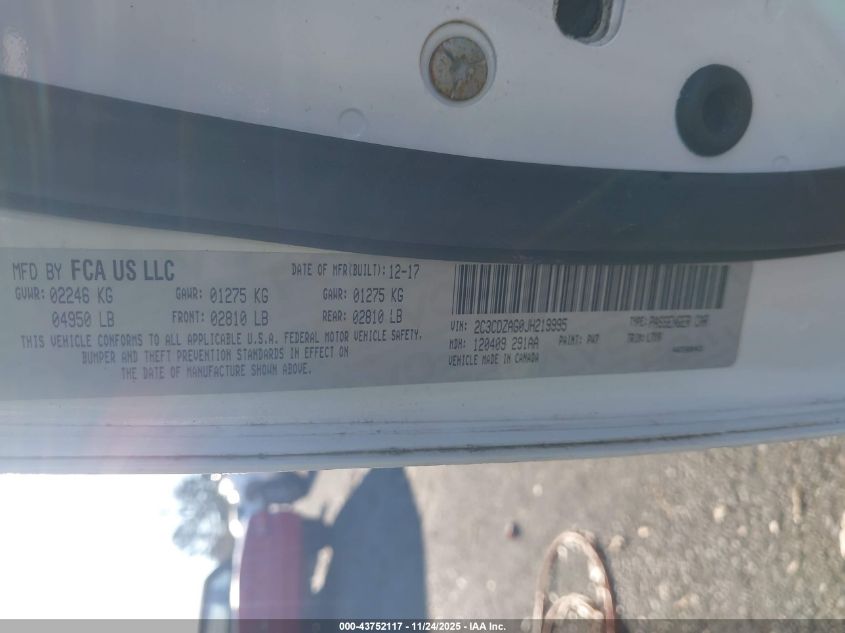 MFD BY FCA US LLC DATE OF MFR(BUILT): 12-17
GVWR: 02246 KG GAWR: 01275 KG GAWR: 01275 KG
04950 LB FRONT: 02810 LB REAR: 02810 LB
THIS VEHICLE CONFORMS TO ALL APPLICABLE U.S.A. FEDERAL MOTOR VEHICLE SAFETY,
BUMPER AND THEFT PREVENTION STANDARDS IN EFFECT ON
THE DATE OF MANUFACTURE SHOWN ABOVE.
VIN: 2C3CDZAG0JH219995 TYPE: PASSENGER CAR
MDH: 120409 291AA PAINT: PW7 TRIM:
VEHICLE MADE IN CANADA
000-43752117 - 11/24/2025 - IAA Inc.